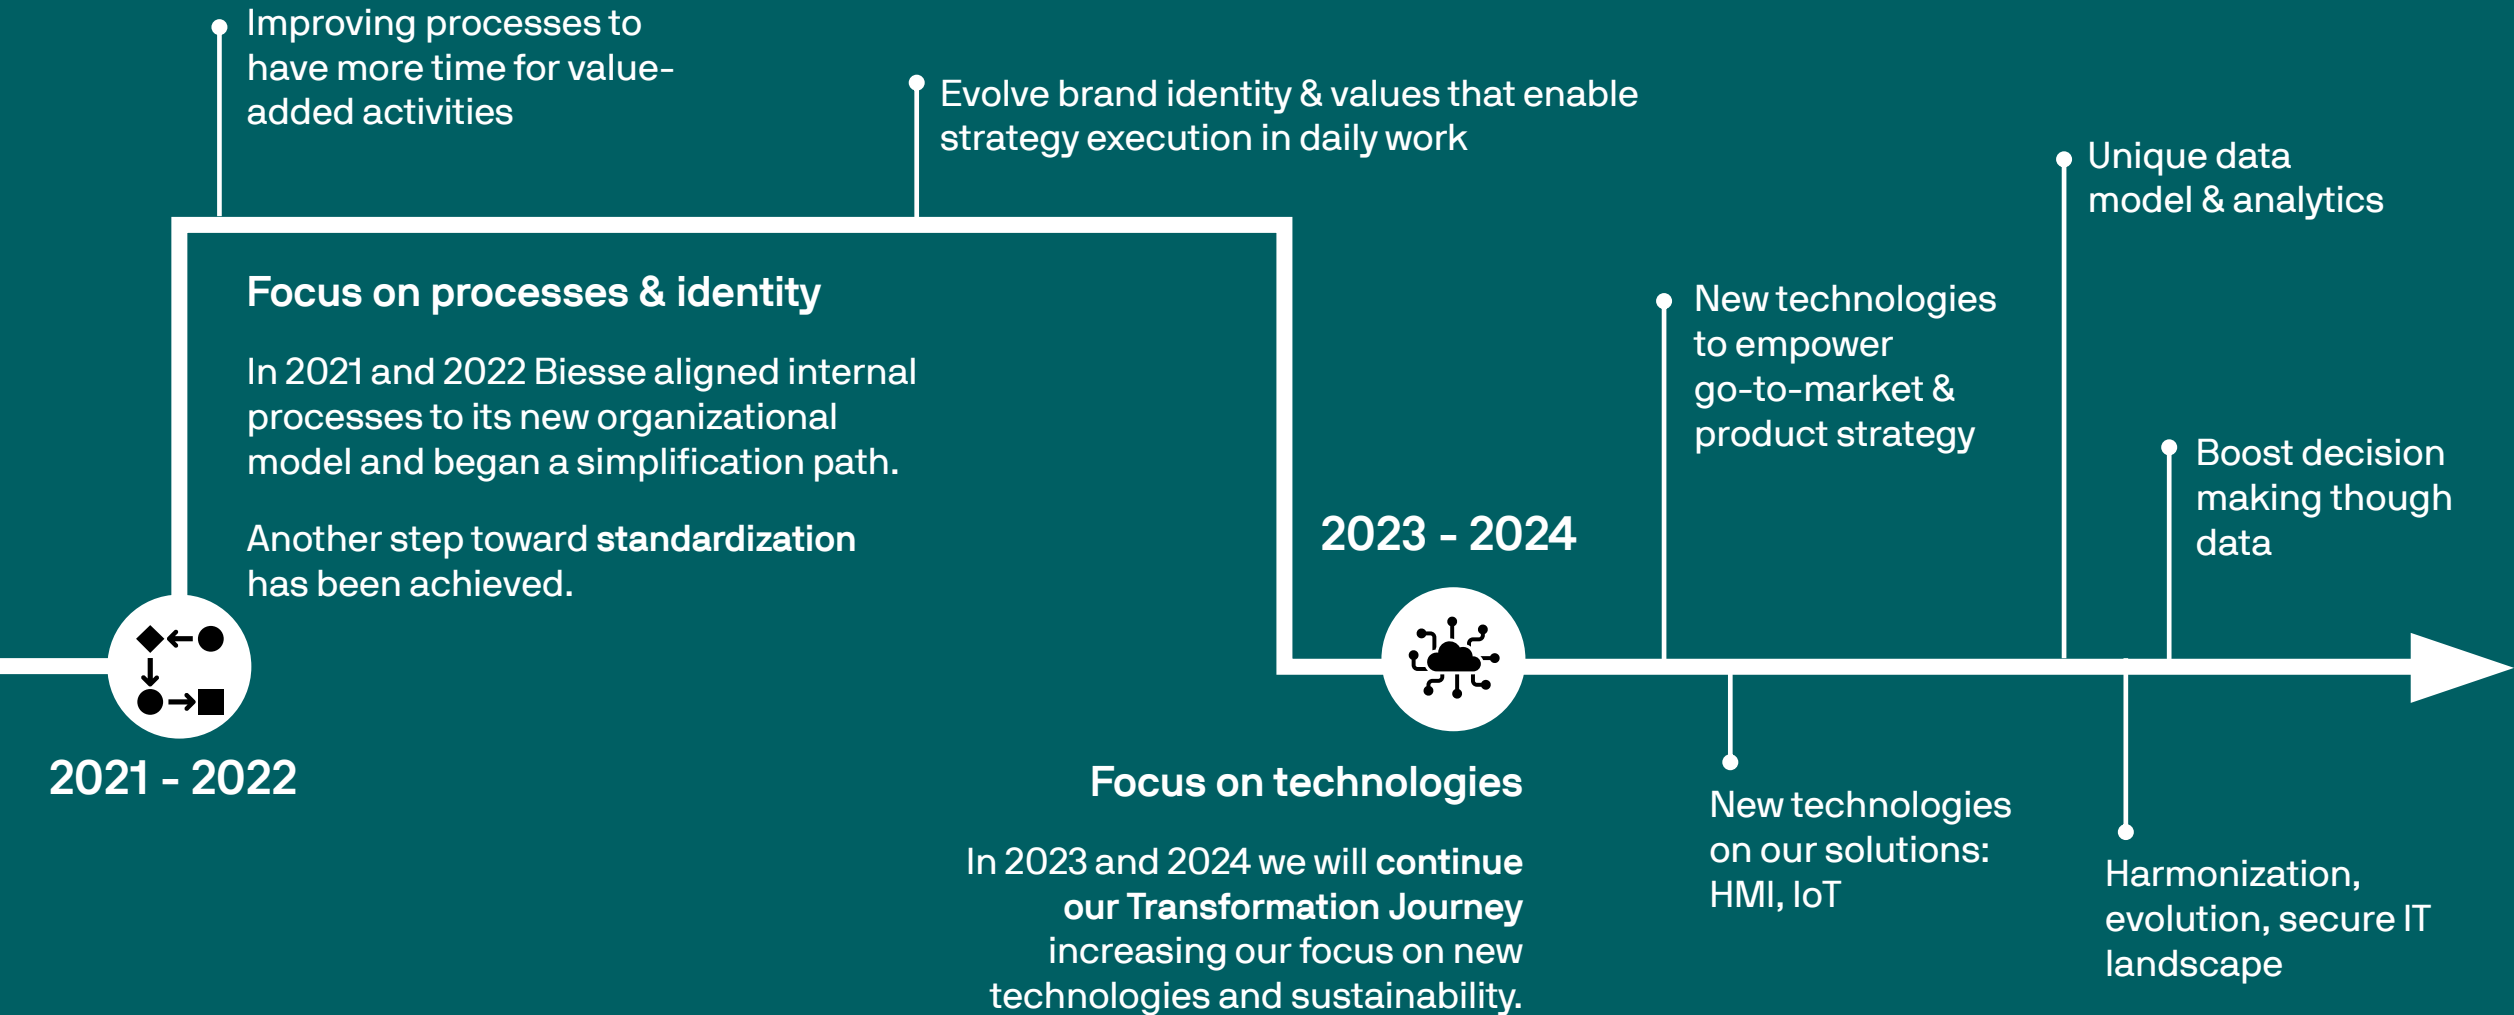 Improving processes to
have more time for value-
added activities
Evolve brand identity & values that enable
strategy execution in daily work
Focus on processes & identity
In 2021 and 2022 Biesse aligned internal
processes to its new organizational
model and began a simplification path.
Another step toward standardization
has been achieved.
2021 - 2022
2023 - 2024
Focus on technologies
In 2023 and 2024 we will continue
our Transformation Journey
increasing our focus on new
technologies and sustainability.
New technologies
to empower
go-to-market &
product strategy
New technologies
on our solutions:
HMI, IoT
Unique data
model & analytics
Harmonization,
evolution, secure IT
landscape
Boost decision
making though
data